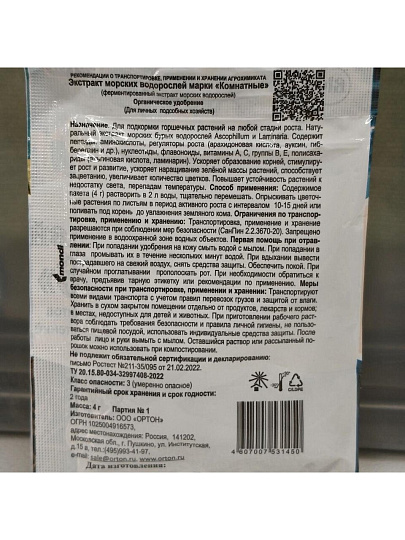 РЕКОМЕНДАЦИИ О ТРАНСПОРТИРОВКЕ, ПРИМЕНЕНИИ И ХРАНЕНИИ АГРОХИМИКАТА
Экстракт морских водорослей марки «Комнатные»
(ферментированный экстракт морских водорослей)
Органическое удобрение
(Для личных подсобных хозяйств)
Назначение. Для подкормки горшечных растений на любой стадии роста. Нату-
ральный экстракт морских бурых водорослей Ascophillum и Laminaria. Содержит
пептиды, аминокислоты, регуляторы роста (арахидоновая кислота, ауксин, гиб-
береллин и др.), нуклеотиды, флавоноиды, витамины А, С, группы В, Е, полисаха-
риды (альгиновая кислота, ламинарин). Ускоряет образование корней, стимулиру-
ет рост и развитие, ускоряет наращивание зелёной массы растений, способствует
цветению, увеличивает количество цветков. Повышает устойчивость растений к
недостатку света, перепадам температуры. Способ применения: Содержимое
пакета (4 г) растворить в 2 л воды, тщательно перемешать. Опрыскивать цветоч-
ные растения по листьям в период активного роста с интервалом 10-15 дней или
поливать под корень до увлажнения земляного кома. Ограничения по транспор-
тировке, применению и хранению: Транспортировка, применение и хранение
разрешаются при соблюдении мер безопасности (СанПин 2.2.3670-20). Запрещено
применение в водоохранной зоне водных объектов. Первая помощь при отрав-
лении: При попадании удобрения на кожу смыть водой с мылом. При попадании в
глаза промывать их в течение нескольких минут водой. При вдыхании вывести
пострадавшего на свежий воздух, снять средства защиты. Обеспечить покой. При
случайном проглатывании прополоскать рот. При необходимости обратиться к
врачу, предъявив тарную этикетку или рекомендацию по применению. Меры
безопасности при транспортировке, применении и хранении: Транспортируют
всеми видами транспорта с учетом правил перевозок грузов и защитой от влаги.
Хранить в сухом закрытом помещении отдельно от продуктов, лекарств и кормов;
в местах, недоступных для детей и животных. При приготовлении рабочего раст-
вора соблюдать требования безопасности и правила личной гигиены, не поль-
зоваться пищевой посудой, использовать индивидуальные средства защиты. После
работы лицо и руки вымыть с мылом. Оставшийся раствор или рассыпанный по-
рошок можно использовать при компостировании.
Не подлежит обязательной сертификации и декларированию:
письмо Ростест №211-35/095 от 21.02.2022.
ТУ 20.15.80-034-32997408-2022
Класс опасности: 3 (умеренно опасное)
Гарантийный срок хранения и срок годности:
2 года
Масса: 4 г Партия № 1
Изготовитель: ООО «ОРТОН»
ОГРН 1025004916573,
адрес местонахождения: Россия, 141202,
Московская обл., г. Пушкино, ул. Институтская,
д.15 в, тел.:(495)993-41-97.
e-mail: sale@orton.ru, www.orton.ru
Дата изготовления:
mondi
C/LDPE
4607007531450